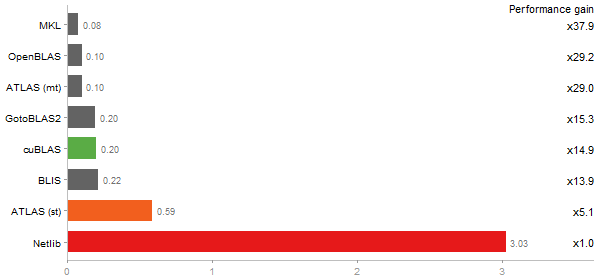 Performance gain
MKL 0.08 x37.9
OpenBLAS 0.10 x29.2
ATLAS (mt) 0.10 x29.0
GotoBLAS2 0.20 x15.3
cuBLAS 0.20 x14.9
BLIS 0.22 x13.9
ATLAS (st) 0.59 x5.1
Netlib 3.03 x1.0
0 1 2 3